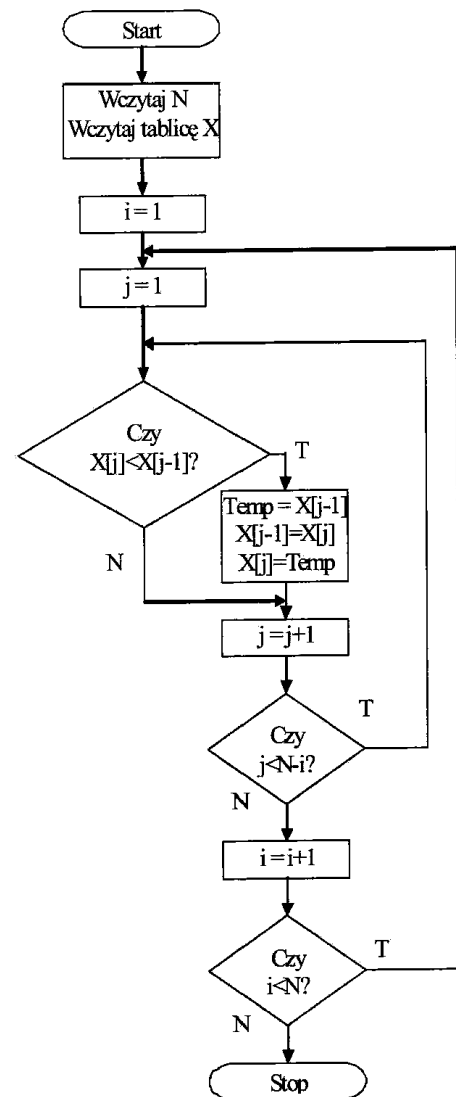 Start
Wczytaj N
Wczytaj tablicę X
i = 1
j = 1
Czy
X[j]<X[j-1]?
T
Temp = X[j-1]
X[j-1]=X[j]
X[j]=Temp
N
j = j+1
T
Czy
j<N-i?
N
i = i+1
Czy
i<N?
T
N
Stop